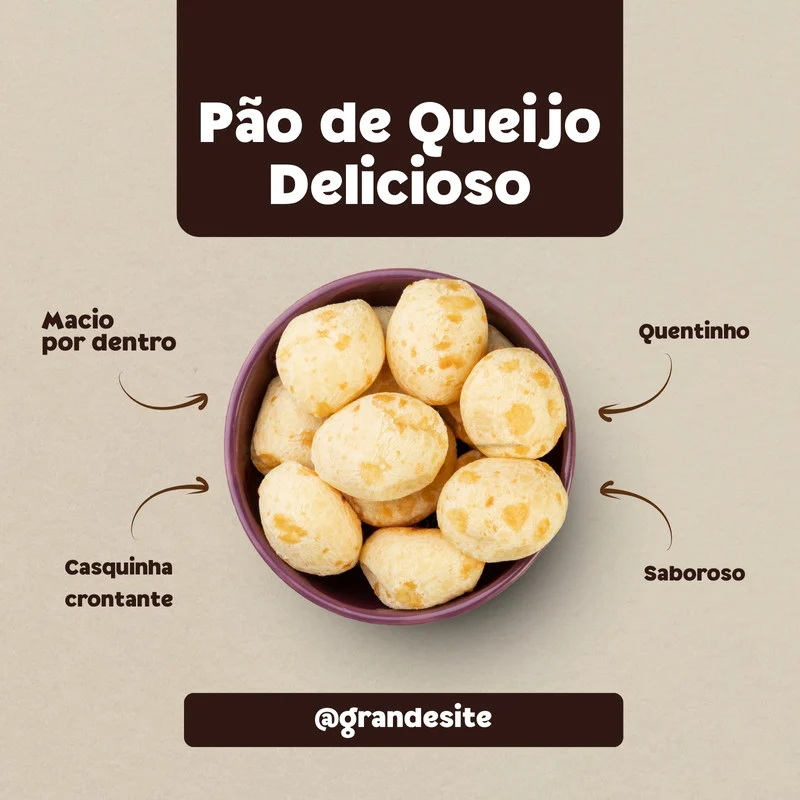 Pão de Queijo
Delicioso
Macio
por dentro
Quentinho
Casquinha
crontante
Saboroso
@grandesite